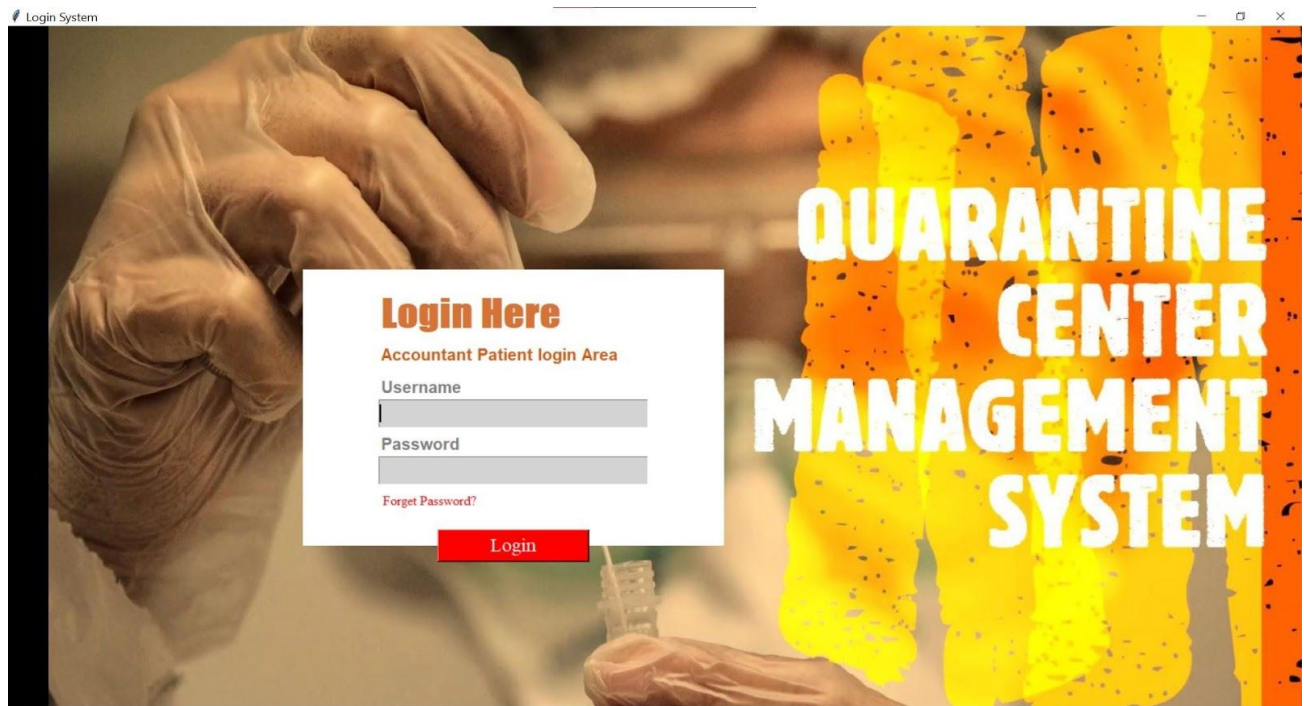 Login System
QUARANTINE
CENTER
MANAGEMENT
SYSTEM
Login Here
Accountant Patient login Area
Username
Password
Forget Password?
Login